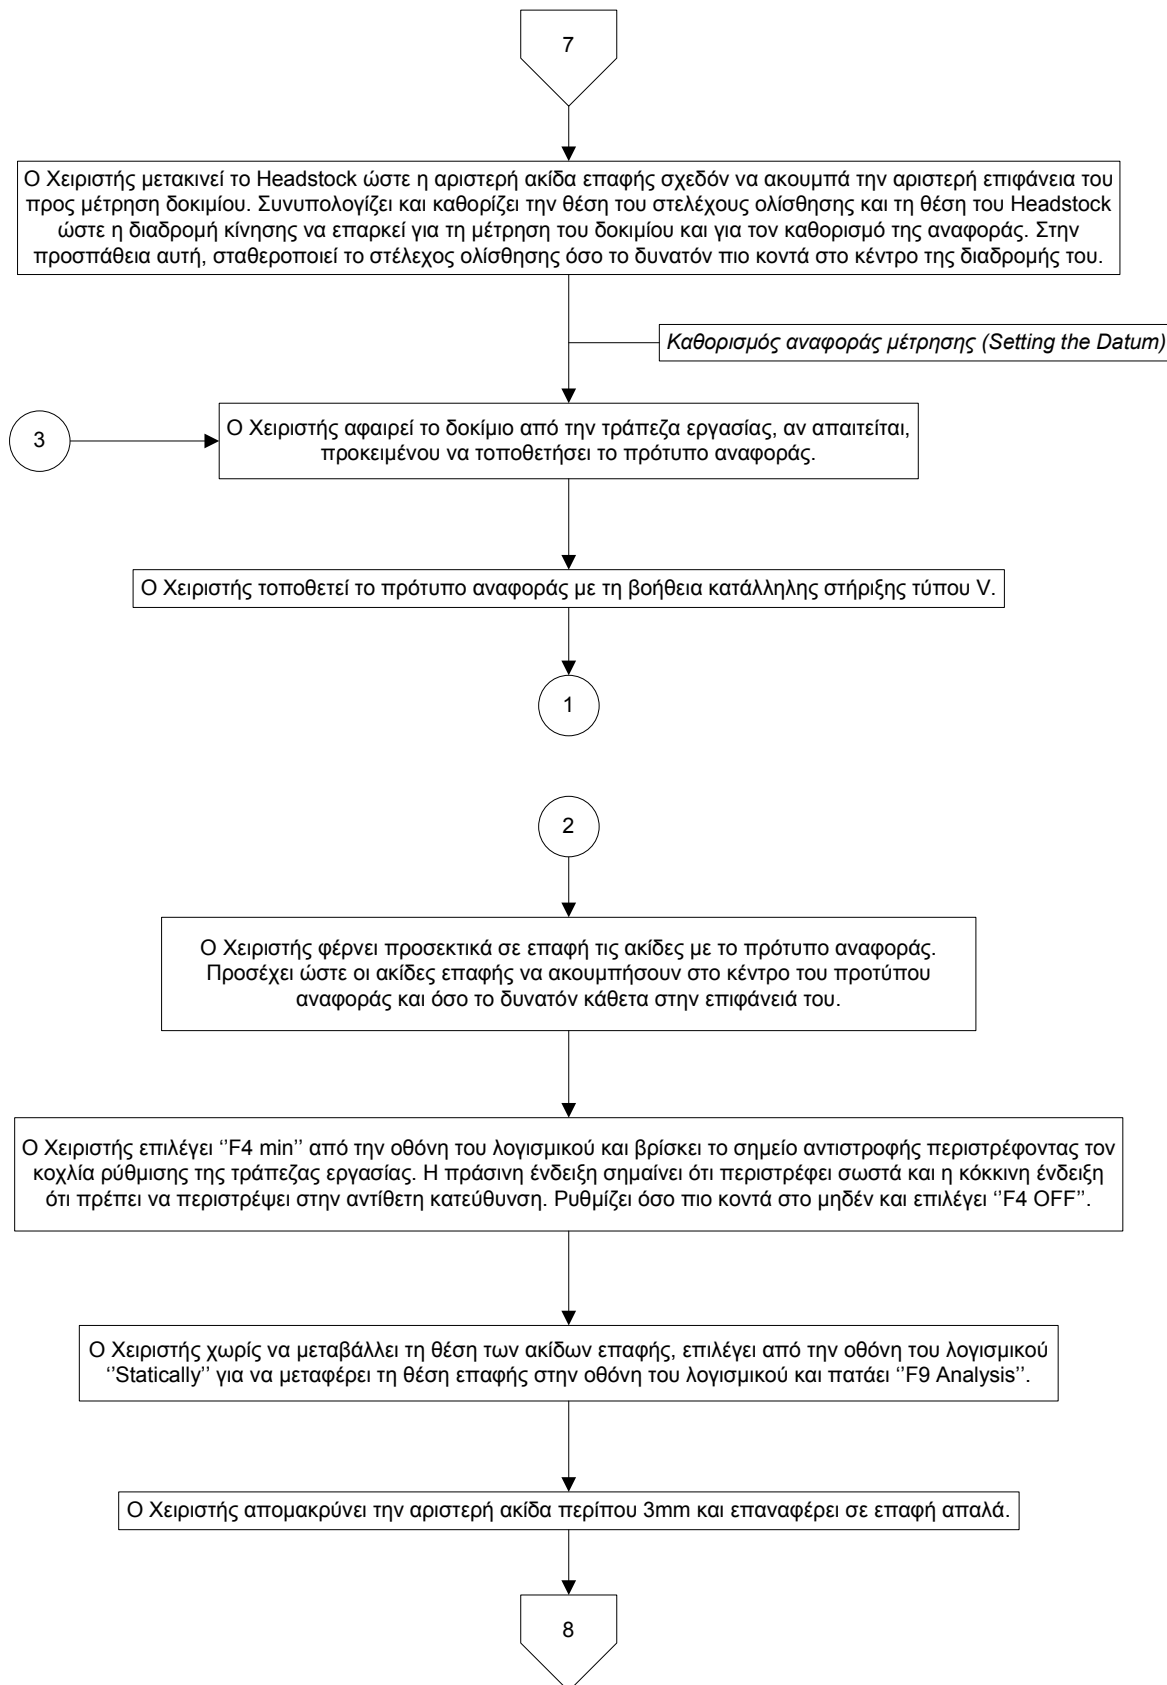 7
Ο Χειριστής μετακινεί το Headstock ώστε η αριστερή ακίδα επαφής σχεδόν να ακουμπά την αριστερή επιφάνεια του
προς μέτρηση δοκιμίου. Συνυπολογίζει και καθορίζει την θέση του στελέχους ολίσθησης και τη θέση του Headstock
ώστε η διαδρομή κίνησης να επαρκεί για τη μέτρηση του δοκιμίου και για τον καθορισμό της αναφοράς. Στην
προσπάθεια αυτή, σταθεροποιεί το στέλεχος ολίσθησης όσο το δυνατόν πιο κοντά στο κέντρο της διαδρομής του.
Καθορισμός αναφοράς μέτρησης (Setting the Datum)
3
Ο Χειριστής αφαιρεί το δοκίμιο από την τράπεζα εργασίας, αν απαιτείται,
προκειμένου να τοποθετήσει το πρότυπο αναφοράς.
Ο Χειριστής τοποθετεί το πρότυπο αναφοράς με τη βοήθεια κατάλληλης στήριξης τύπου V.
1
2
Ο Χειριστής φέρνει προσεκτικά σε επαφή τις ακίδες με το πρότυπο αναφοράς.
Προσέχει ώστε οι ακίδες επαφής να ακουμπήσουν στο κέντρο του προτύπου
αναφοράς και όσο το δυνατόν κάθετα στην επιφάνειά του.
Ο Χειριστής επιλέγει ‘’F4 min’’ από την οθόνη του λογισμικού και βρίσκει το σημείο αντιστροφής περιστρέφοντας τον
κοχλία ρύθμισης της τράπεζας εργασίας. Η πράσινη ένδειξη σημαίνει ότι περιστρέφει σωστά και η κόκκινη ένδειξη
ότι πρέπει να περιστρέψει στην αντίθετη κατεύθυνση. Ρυθμίζει όσο πιο κοντά στο μηδέν και επιλέγει ‘’F4 OFF’’.
Ο Χειριστής χωρίς να μεταβάλλει τη θέση των ακίδων επαφής, επιλέγει από την οθόνη του λογισμικού
‘’Statically’’ για να μεταφέρει τη θέση επαφής στην οθόνη του λογισμικού και πατάει ‘’F9 Analysis’’.
Ο Χειριστής απομακρύνει την αριστερή ακίδα περίπου 3mm και επαναφέρει σε επαφή απαλά.
8